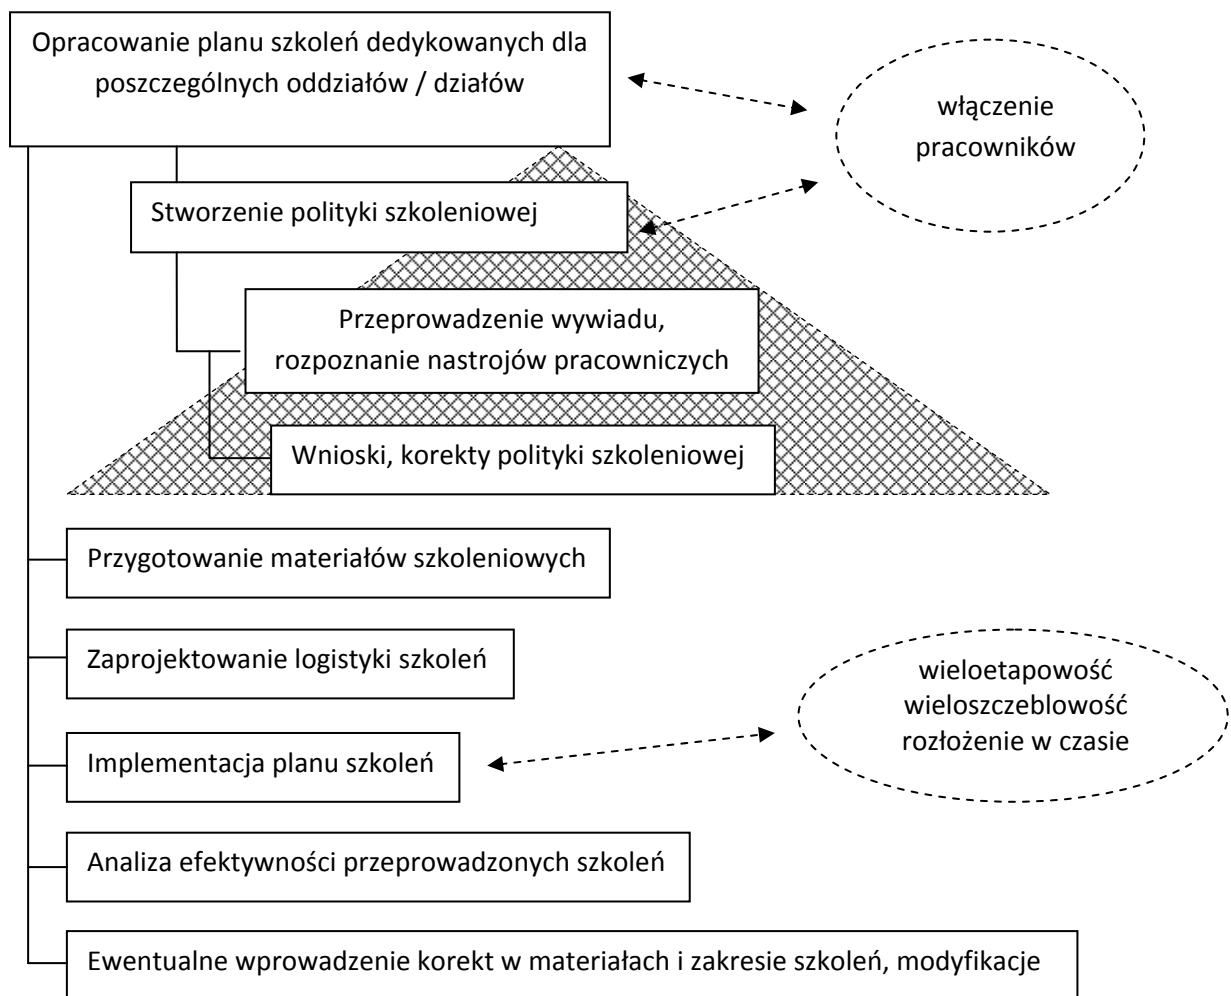 Opracowanie planu szkoleń dedykowanych dla
poszczególnych oddziałów / działów
włączenie
pracowników
Stworzenie polityki szkoleniowej
Przeprowadzenie wywiadu,
rozpoznanie nastrojów pracowniczych
Wnioski, korekty polityki szkoleniowej
Przygotowanie materiałów szkoleniowych
Zaprojektowanie logistyki szkoleń
wieloetapowość
wieloszczeblowość
rozłożenie w czasie
Implementacja planu szkoleń
Analiza efektywności przeprowadzonych szkoleń
Ewentualne wprowadzenie korekt w materiałach i zakresie szkoleń, modyfikacje